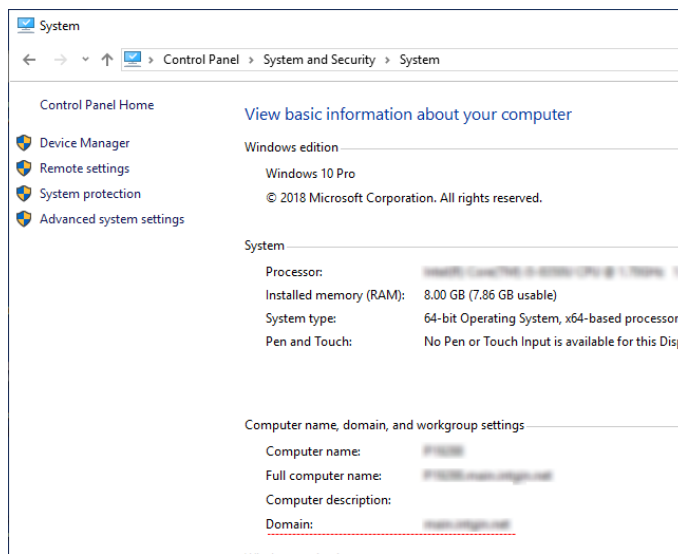 System
Control Panel > System and Security > System
Control Panel Home
Device Manager
Remote settings
System protection
Advanced system settings
View basic information about your computer
Windows edition
Windows 10 Pro
© 2018 Microsoft Corporation. All rights reserved.
System
Processor:
Installed memory (RAM): 8.00 GB (7.86 GB usable)
System type: 64-bit Operating System, x64-based processor
Pen and Touch: No Pen or Touch Input is available for this Dis
Computer name, domain, and workgroup settings
Computer name:
Full computer name:
Computer description:
Domain: